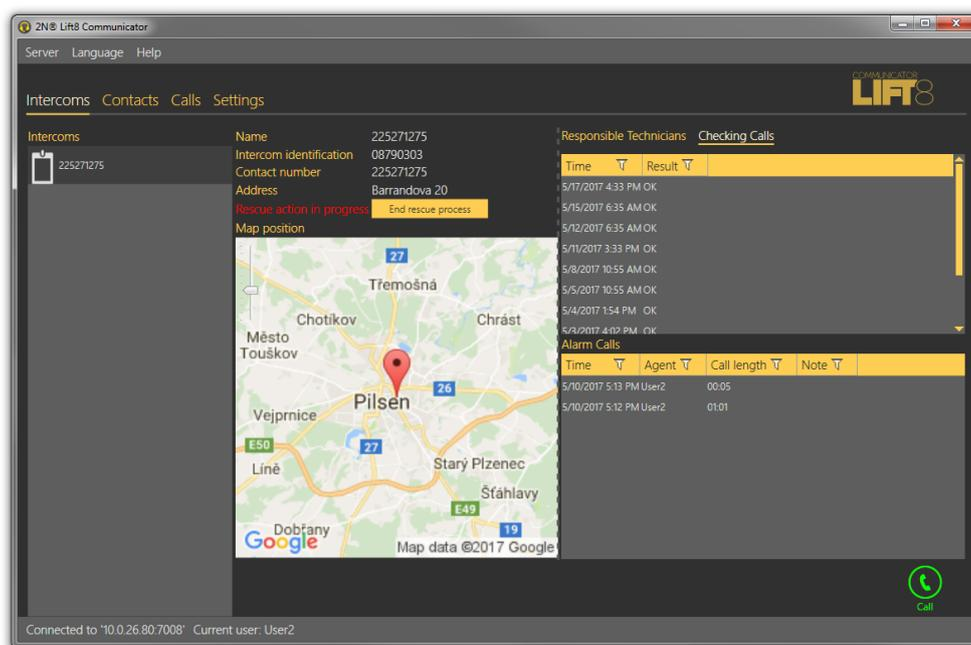 2N® Lift8 Communicator
Server Language Help
COMMUNICATOR
LIFT8
Intercoms Contacts Calls Settings
Intercoms
225271275
Name 225271275
Intercom identification 08790303
Contact number 225271275
Address Barrandova 20
Rescue action in progress End rescue process
Map position
27
Třemošná
Chotíkov
Chrást
Město
Touškov
26
Pilsen
Vejprnice
E50
27
Líně
Starý Plzenec
Šťáhlavy
E49
Dobřany
19
Google
Map data ©2017 Google
Responsible Technicians Checking Calls
Time Result
5/17/2017 4:33 PM OK
5/15/2017 6:35 AM OK
5/12/2017 6:35 AM OK
5/11/2017 3:33 PM OK
5/8/2017 10:55 AM OK
5/5/2017 10:55 AM OK
5/4/2017 1:54 PM OK
5/3/2017 4:02 PM OK
Alarm Calls
Time Agent Call length Note
5/10/2017 5:13 PM User2 00:05
5/10/2017 5:12 PM User2 01:01
Call
Connected to '10.0.26.80:7008' Current user: User2